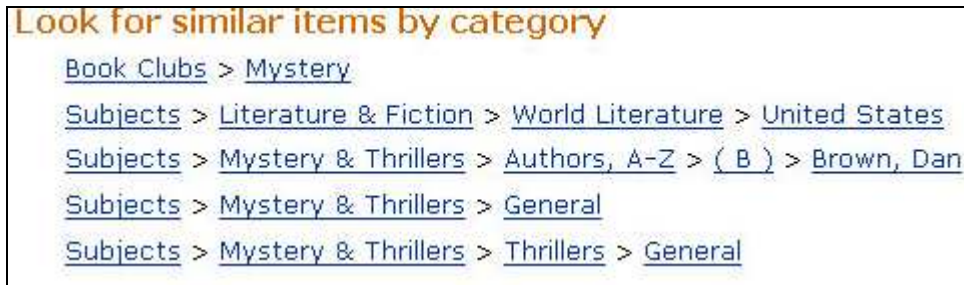 Look for similar items by category
Book Clubs > Mystery
Subjects > Literature & Fiction > World Literature > United States
Subjects > Mystery & Thrillers > Authors, A-Z > ( B ) > Brown, Dan
Subjects > Mystery & Thrillers > General
Subjects > Mystery & Thrillers > Thrillers > General